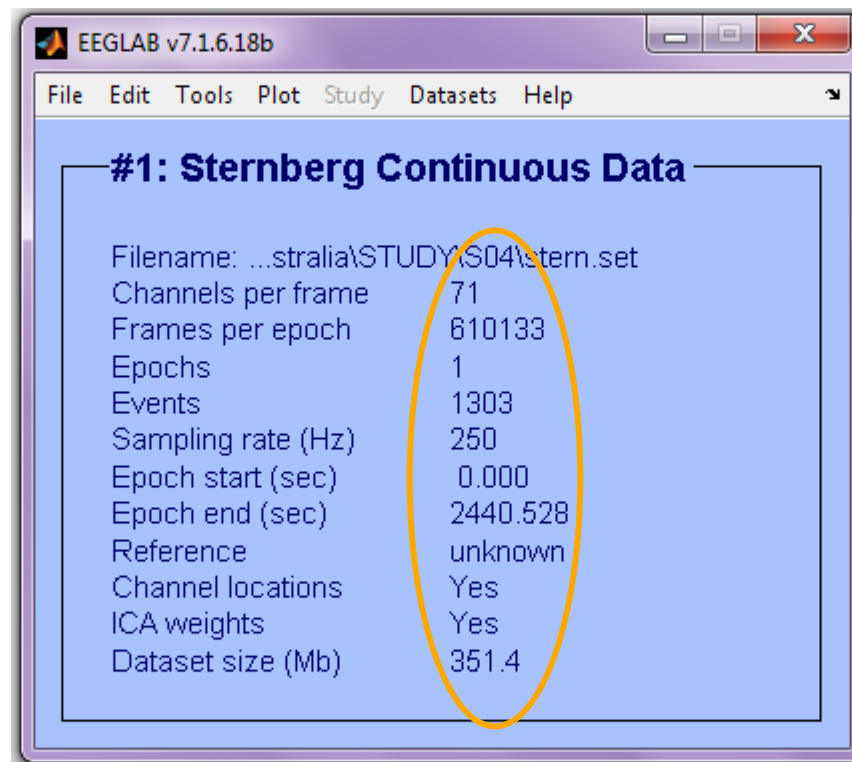 EEGLAB v7.1.6.18b
File Edit Tools Plot Study Datasets Help
#1: Sternberg Continuous Data
Filename: ...stralia\STUDY\S04\stern.set
Channels per frame 71
Frames per epoch 610133
Epochs 1
Events 1303
Sampling rate (Hz) 250
Epoch start (sec) 0.000
Epoch end (sec) 2440.528
Reference unknown
Channel locations Yes
ICA weights Yes
Dataset size (Mb) 351.4